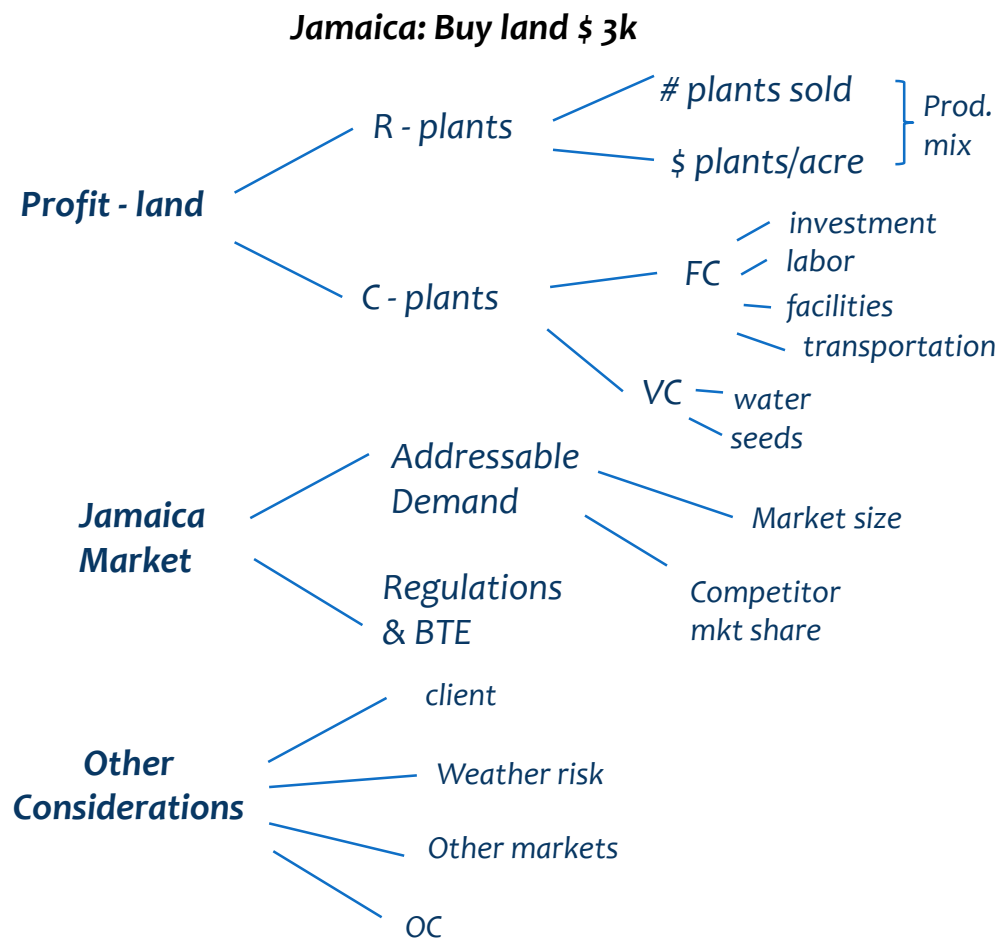 Jamaica: Buy land $ 3k
Profit - land
R - plants
# plants sold
$ plants/acre
Prod.
mix
C - plants
FC
investment
labor
facilities
transportation
VC
water
seeds
Jamaica
Market
Addressable
Demand
Market size
Competitor
mkt share
Regulations
& BTE
Other
Considerations
client
Weather risk
Other markets
OC